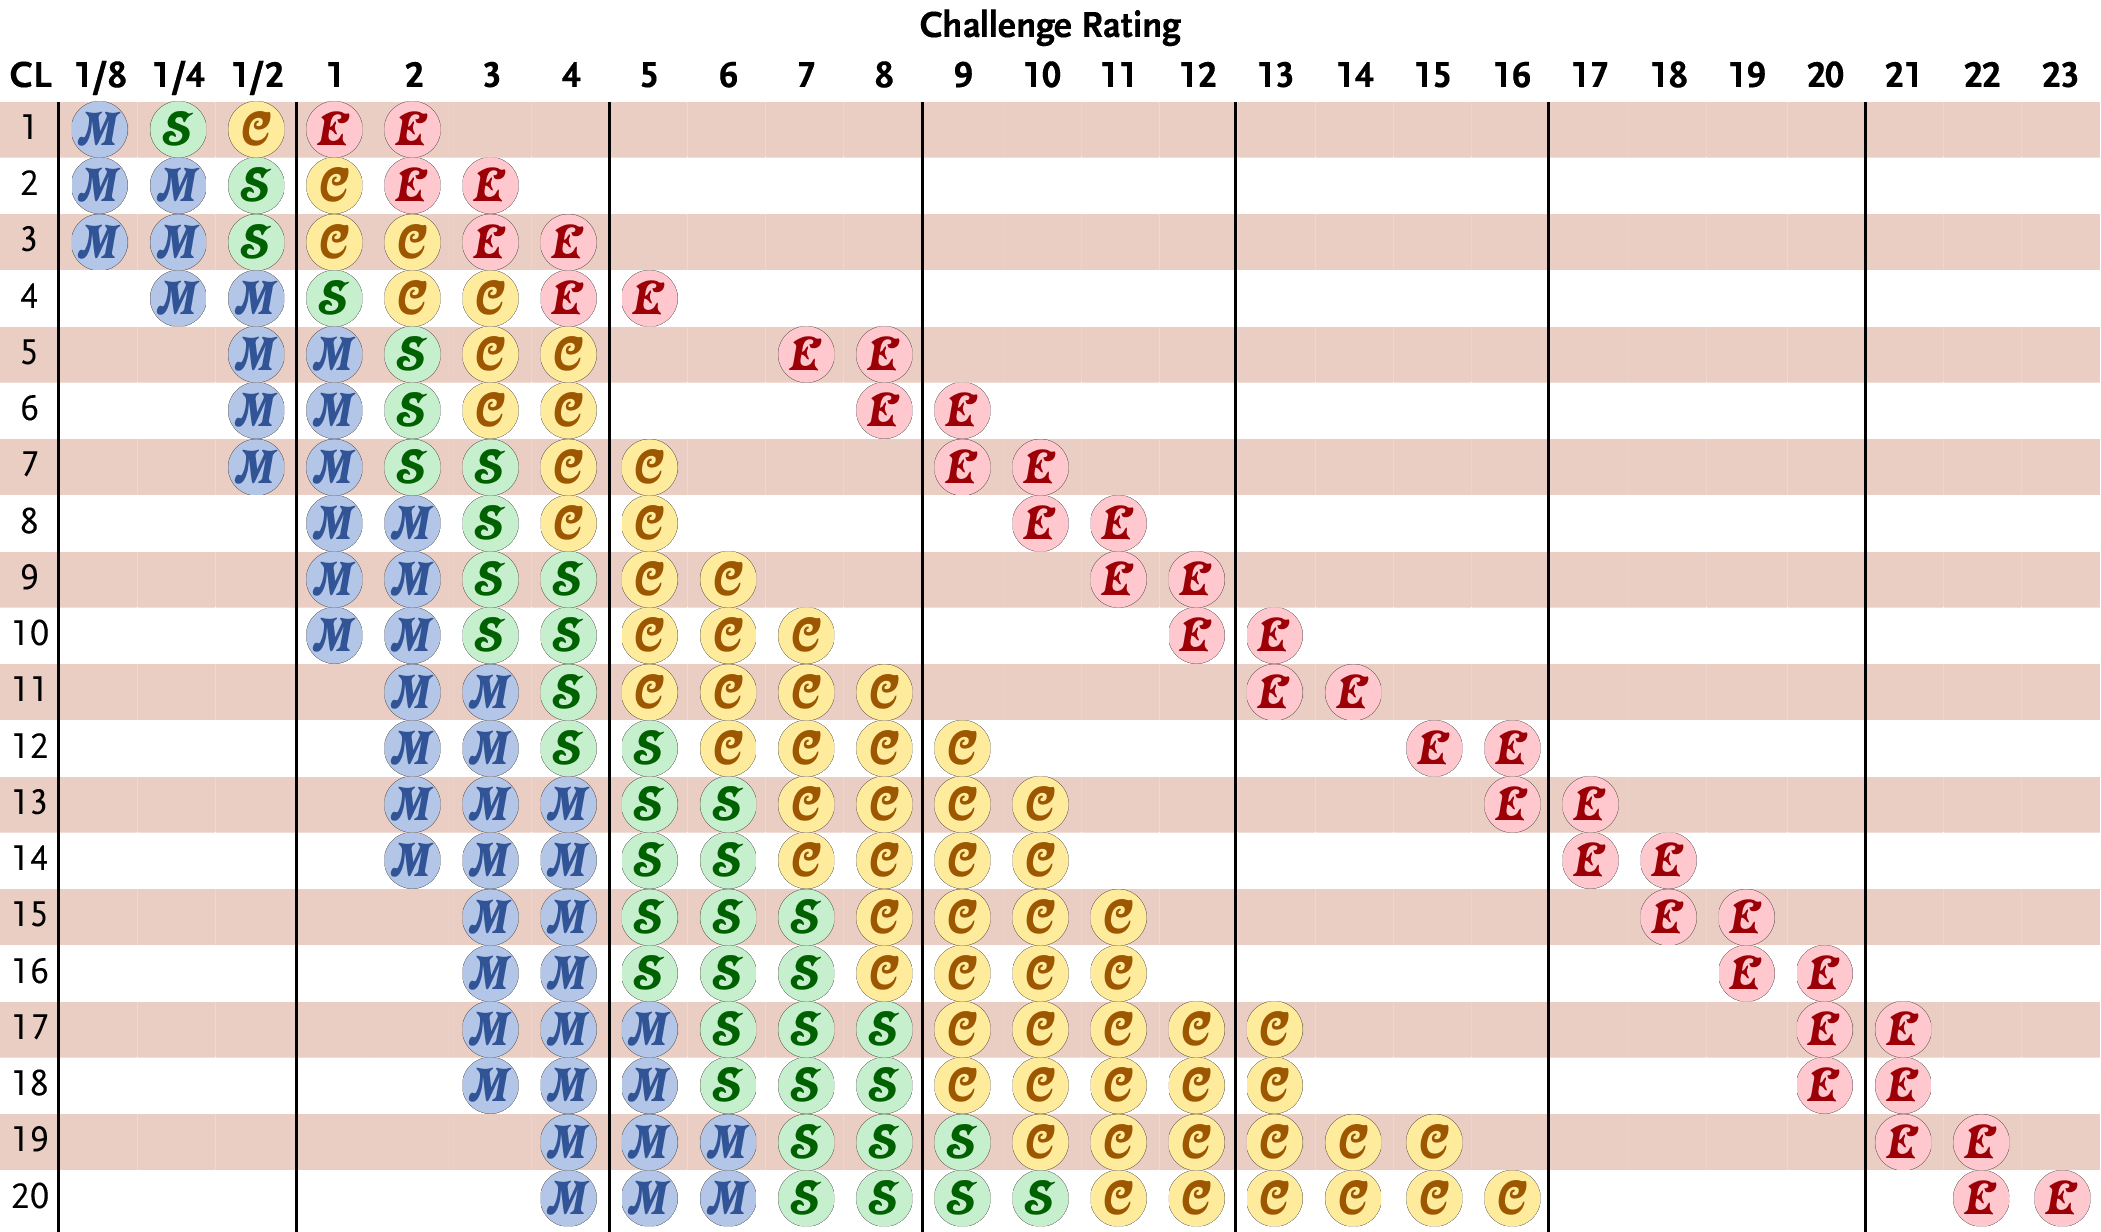 Challenge Rating
CL 1/8 1/4 1/2 1 2 3 4 5 6 7 8 9 10 11 12 13 14 15 16 17 18 19 20 21 22 23
1 M S C E E
2 M M S C E E
3 M M S C C E E
4 M M S C C E E
5 M M S C C E E
6 M M S C C E E
7 M M S S C C E E
8 M M S C C E E
9 M M S S C C E E
10 M M S S C C C E E
11 M M S C C C C E E
12 M M S S C C C C E E
13 M M M S S C C C C E E
14 M M M S S C C C C E E
15 M M S S S C C C C E E
16 M M S S S C C C C E E
17 M M M S S S C C C C C E E
18 M M M S S S C C C C C E E
19 M M M S S S C C C C C C E E
20 M M M S S S S C C C C C C E E